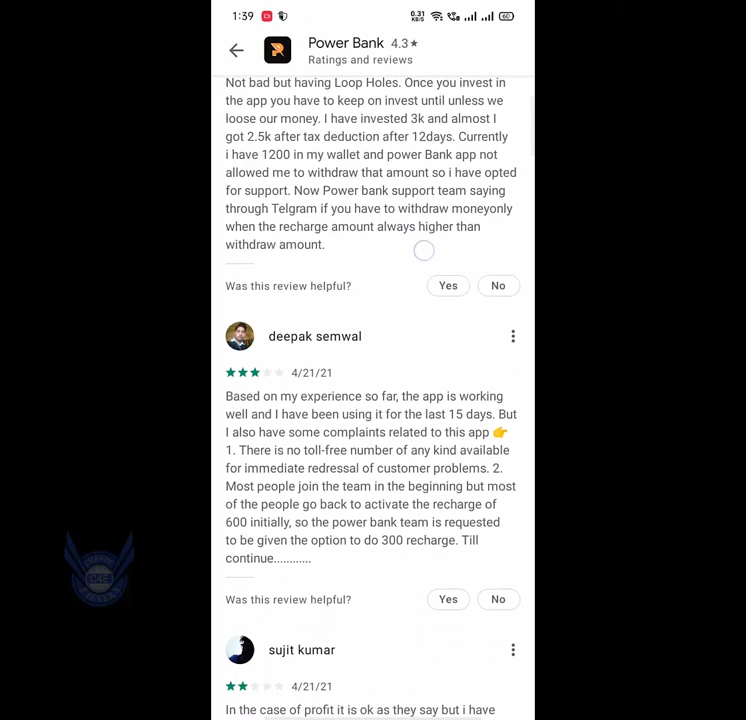 1:39
0.31
KB/S
60
Power Bank 4.3★
Ratings and reviews
Not bad but having Loop Holes. Once you invest in
the app you have to keep on invest until unless we
loose our money. I have invested 3k and almost I
got 2.5k after tax deduction after 12days. Currently
i have 1200 in my wallet and power Bank app not
allowed me to withdraw that amount so i have opted
for support. Now Power bank support team saying
through Telgram if you have to withdraw moneyonly
when the recharge amount always higher than
withdraw amount.
Was this review helpful? Yes No
deepak semwal
4/21/21
Based on my experience so far, the app is working
well and I have been using it for the last 15 days. But
I also have some complaints related to this app 👉
1. There is no toll-free number of any kind available
for immediate redressal of customer problems. 2.
Most people join the team in the beginning but most
of the people go back to activate the recharge of
600 initially, so the power bank team is requested
to be given the option to do 300 recharge. Till
continue............
Was this review helpful? Yes No
sujit kumar
4/21/21
In the case of profit it is ok as they say but i have
C4E